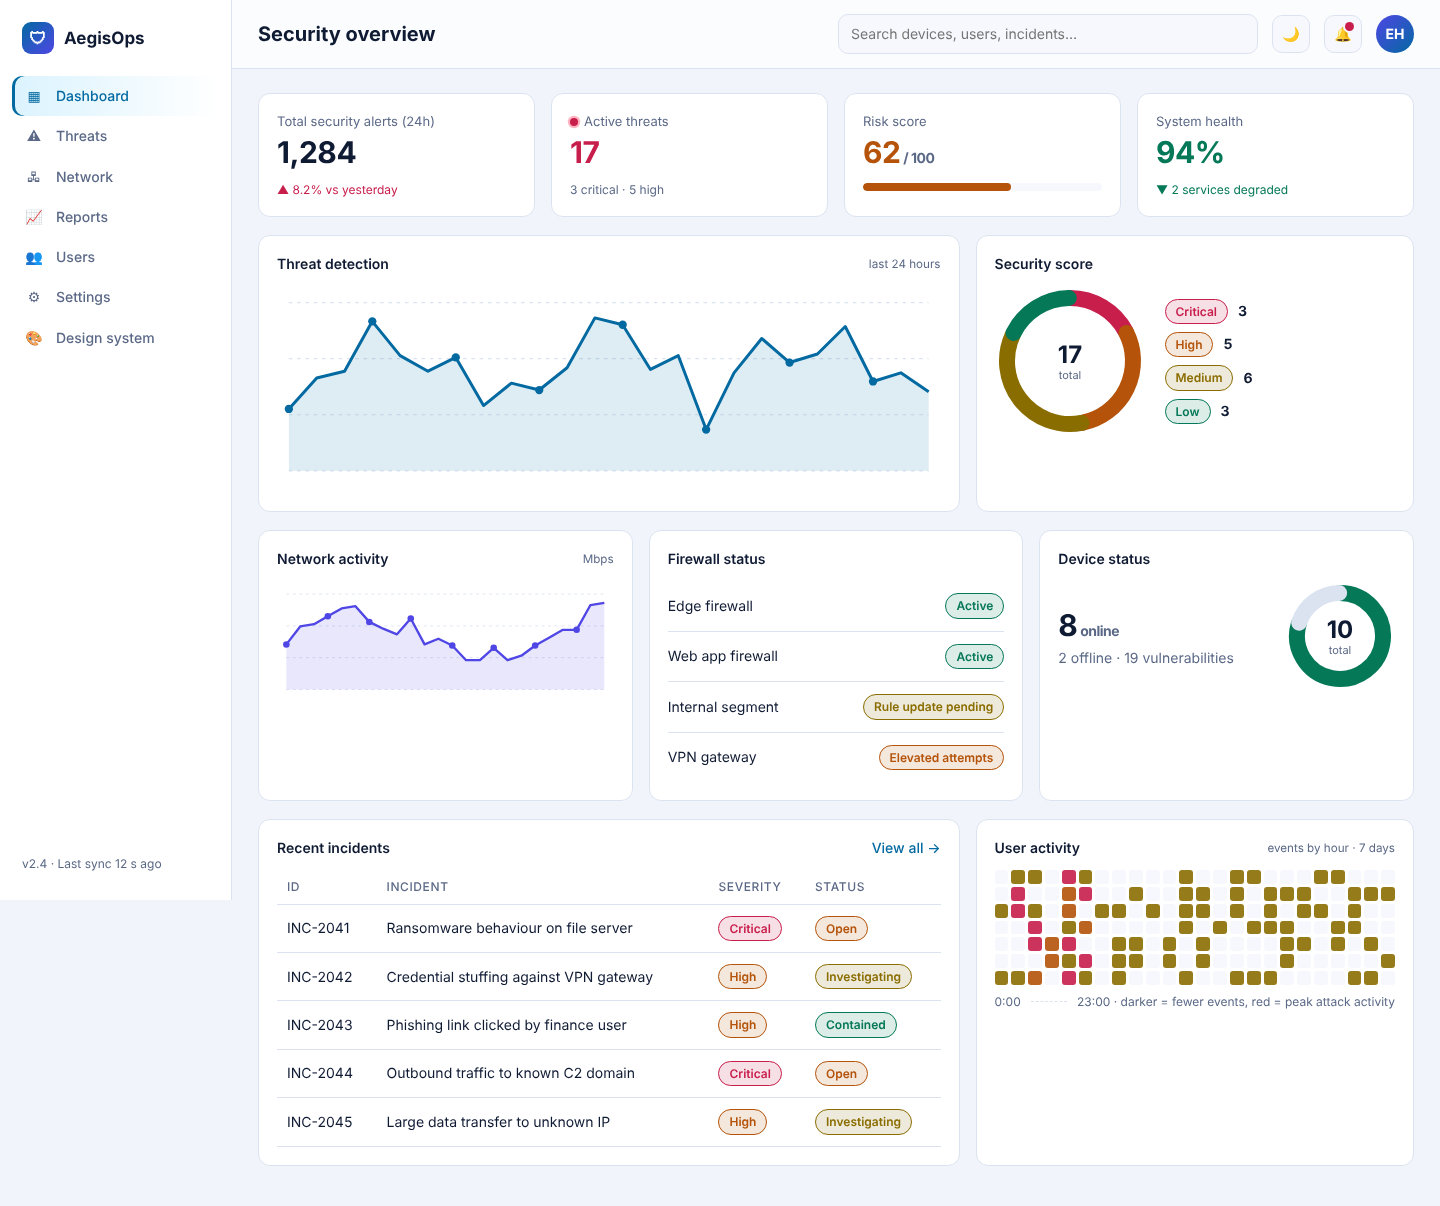 AegisOps
Dashboard
Threats
Network
Reports
Users
Settings
Design system
v2.4 · Last sync 12 s ago
Security overview
Search devices, users, incidents...
EH
Total security alerts (24h)
1,284
▲ 8.2% vs yesterday
Active threats
17
3 critical · 5 high
Risk score
62 / 100
System health
94%
▼ 2 services degraded
Threat detection
last 24 hours
Security score
17
total
Critical 3
High 5
Medium 6
Low 3
Network activity
Mbps
Firewall status
Edge firewall Active
Web app firewall Active
Internal segment Rule update pending
VPN gateway Elevated attempts
Device status
8 online
2 offline · 19 vulnerabilities
10
total
Recent incidents
View all →
ID INCIDENT SEVERITY STATUS
INC-2041 Ransomware behaviour on file server Critical Open
INC-2042 Credential stuffing against VPN gateway High Investigating
INC-2043 Phishing link clicked by finance user High Contained
INC-2044 Outbound traffic to known C2 domain Critical Open
INC-2045 Large data transfer to unknown IP High Investigating
User activity
events by hour · 7 days
0:00 23:00 · darker = fewer events, red = peak attack activity